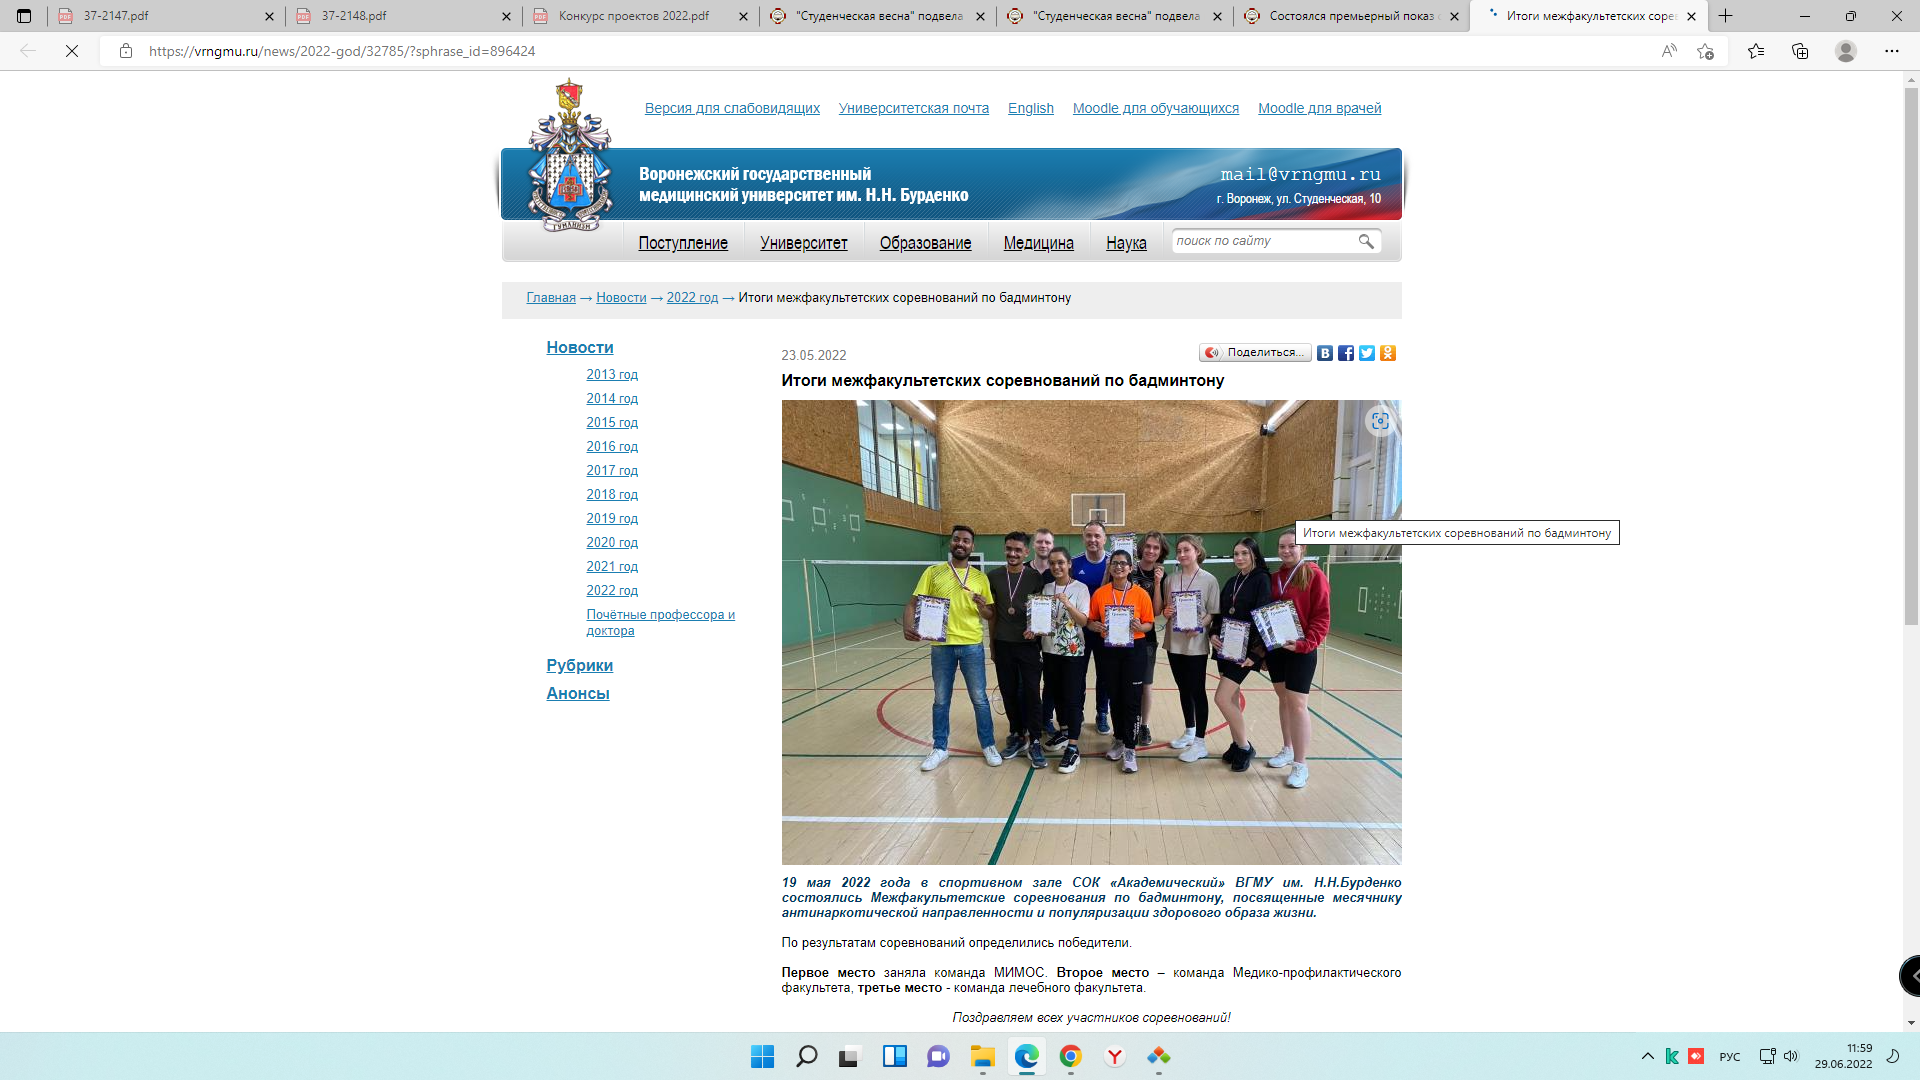 37-2147.pdf
37-2148.pdf
Конкурс проектов 2022.pdf
"Студенческая весна" подвела
"Студенческая весна" подвела
Состоялся премьерный показ
Итоги межфакультетских сорев
https://vrngmu.ru/news/2022-god/32785/?sphrase_id=896424
Версия для слабовидящих Университетская почта English Moodle для обучающихся Moodle для врачей
Воронежский государственный
медицинский университет им. Н.Н. Бурденко
mail@vrngmu.ru
г. Воронеж, ул. Студенческая, 10
ГУМАНИЗМ
Поступление Университет Образование Медицина Наука поиск по сайту
Главная → Новости → 2022 год → Итоги межфакультетских соревнований по бадминтону
Новости
2013 год
2014 год
2015 год
2016 год
2017 год
2018 год
2019 год
2020 год
2021 год
2022 год
Почётные профессора и
доктора
Рубрики
Анонсы
23.05.2022
Поделиться...
Итоги межфакультетских соревнований по бадминтону
Итоги межфакультетских соревнований по бадминтону
19 мая 2022 года в спортивном зале СОК «Академический» ВГМУ им. Н.Н.Бурденко
состоялись Межфакультетские соревнования по бадминтону, посвященные месячнику
антинаркотической направленности и популяризации здорового образа жизни.
По результатам соревнований определились победители.
Первое место заняла команда МИМОС. Второе место – команда Медико-профилактического
факультета, третье место - команда лечебного факультета.
Поздравляем всех участников соревнований!
РУС
11:59
29.06.2022